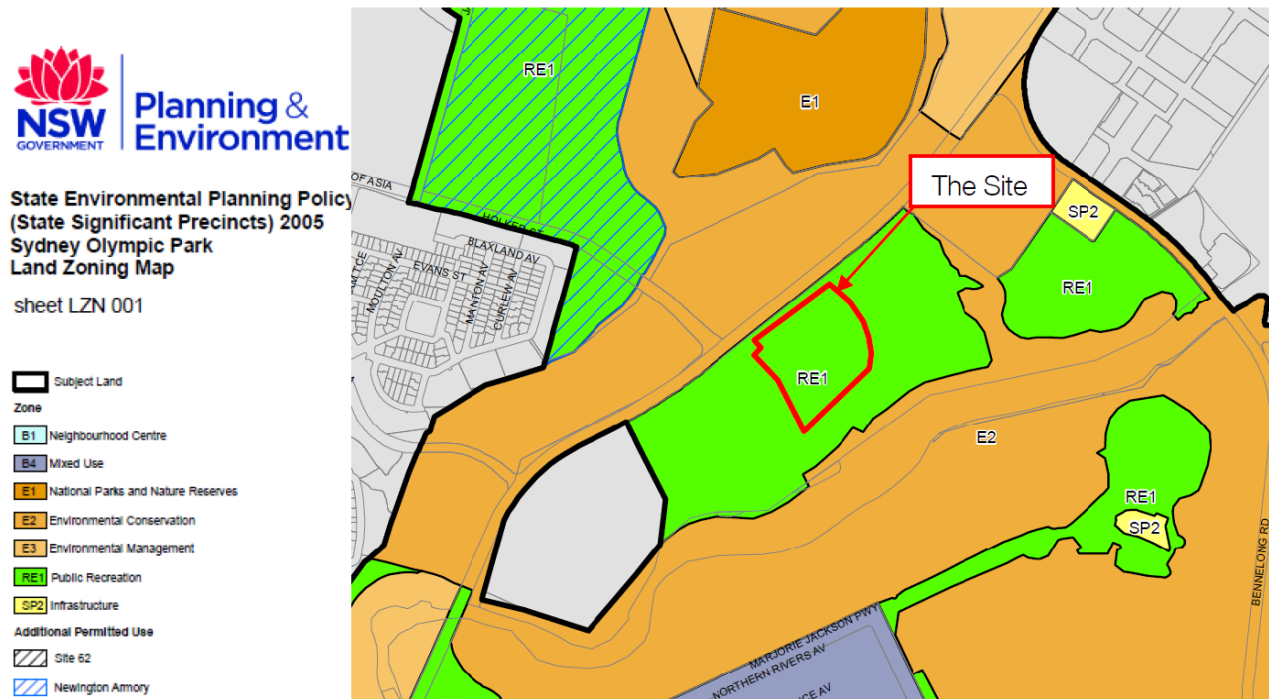 NSW
GOVERNMENT
Planning &
Environment
State Environmental Planning Policy
(State Significant Precincts) 2005
Sydney Olympic Park
Land Zoning Map
sheet LZN 001
Subject Land
Zone
B1 Neighbourhood Centre
B4 Mixed Use
E1 National Parks and Nature Reserves
E2 Environmental Conservation
E3 Environmental Management
RE1 Public Recreation
SP2 Infrastructure
Additional Permitted Use
Site 62
Newington Armory
RE1
E1
The Site
OF ASIA
HOLKER ST
SP2
BLAXLAND AV
EVANS ST
MOULTON AV
MANTON AV
CURLEW AV
RE1
RE1
E2
RE1
SP2
BENNELONG RD
MARJORIE JACKSON PWY
NORTHERN RIVERS AV